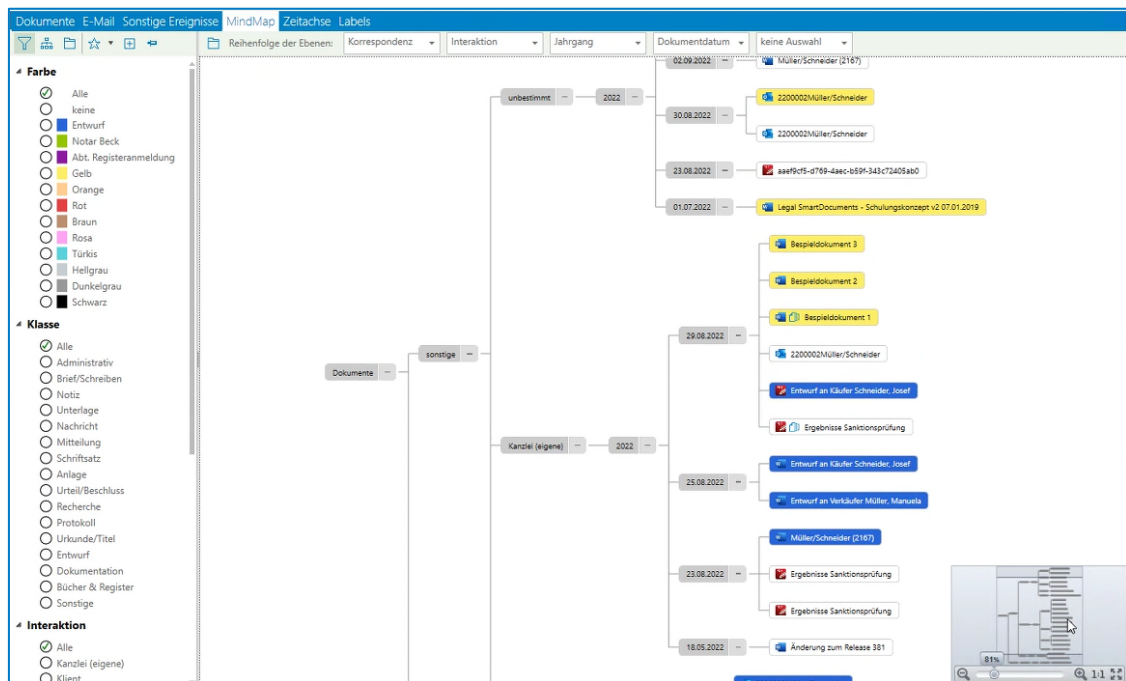 Dokumente E-Mail Sonstige Ereignisse MindMap Zeitachse Labels
Reihenfolge der Ebenen: Korrespondenz Interaktion Jahrgang Dokumentdatum keine Auswahl
Farbe
Alle
keine
Entwurf
Notar Beck
Abt. Registeranmeldung
Gelb
Orange
Rot
Braun
Rosa
Türkis
Hellgrau
Dunkelgrau
Schwarz
Klasse
Alle
Administrativ
Brief/Schreiben
Notiz
Unterlage
Nachricht
Mitteilung
Schriftsatz
Anlage
Urteil/Beschluss
Recherche
Protokoll
Urkunde/Titel
Entwurf
Dokumentation
Bücher & Register
Sonstige
Interaktion
Alle
Kanzlei (eigene)
Klient
Dokumente
sonstige
unbestimmt
2022
02.09.2022
Müller/Schneider (2167)
30.08.2022
2200002Müller/Schneider
2200002Müller/Schneider
23.08.2022
aaef9cf5-d769-4aec-b59f-343c72405ab0
01.07.2022
Legal SmartDocuments - Schulungskonzept v2 07.01.2019
Kanzlei (eigene)
2022
29.08.2022
Bespieldokument 3
Bespieldokument 2
Bespieldokument 1
2200002Müller/Schneider
Entwurf an Käufer Schneider, Josef
Ergebnisse Sanktionsprüfung
25.08.2022
Entwurf an Käufer Schneider, Josef
Entwurf an Verkäufer Müller, Manuela
23.08.2022
Müller/Schneider (2167)
Ergebnisse Sanktionsprüfung
Ergebnisse Sanktionsprüfung
18.05.2022
Änderung zum Release 381
81%
1:1